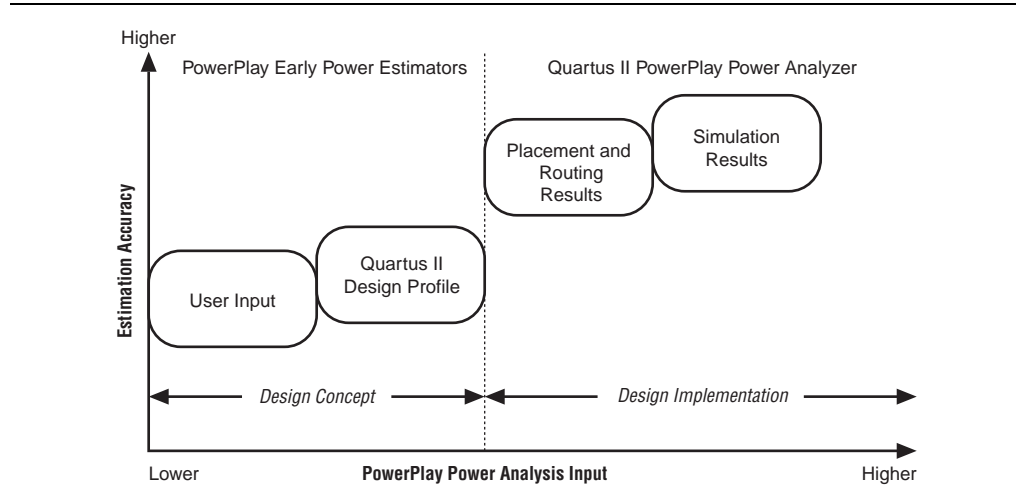 Higher
PowerPlay Early Power Estimators
Quartus II PowerPlay Power Analyzer
Estimation Accuracy
User Input
Quartus II
Design Profile
Placement and
Routing
Results
Simulation
Results
Design Concept
Design Implementation
Lower
PowerPlay Power Analysis Input
Higher